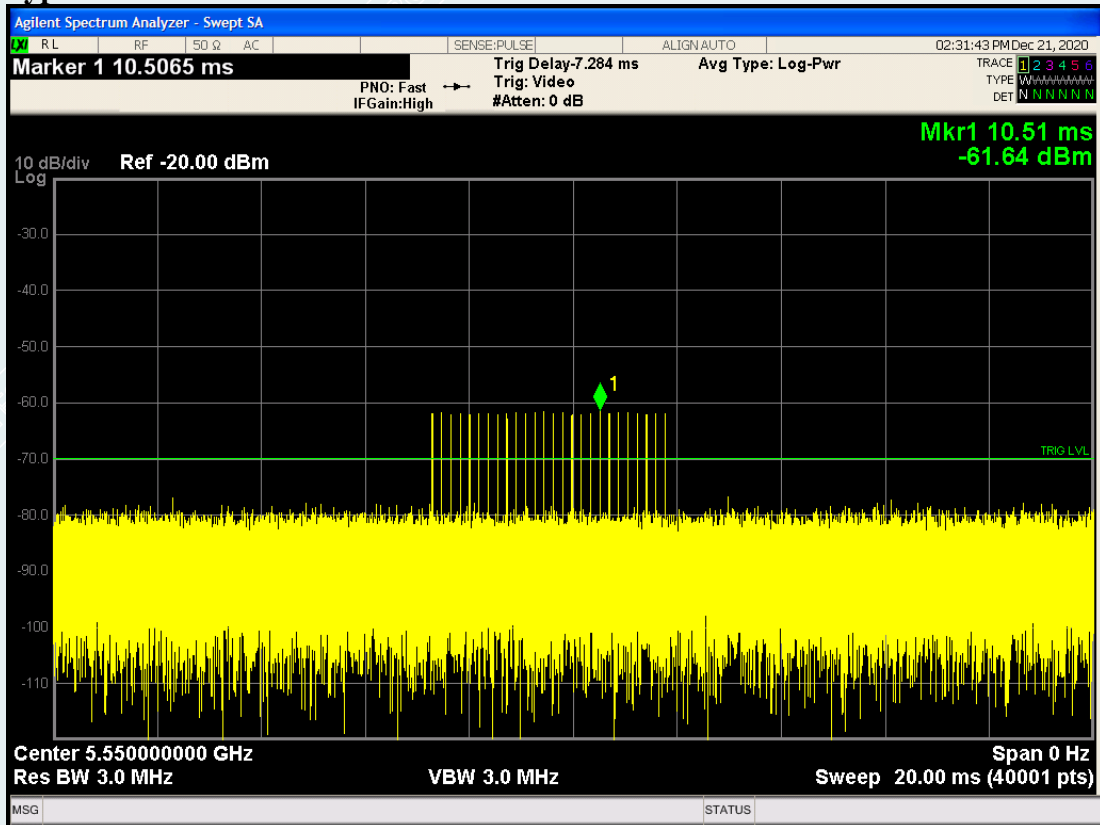 Agilent Spectrum Analyzer - Swept SA
LXI RL RF 50 Ω AC SENSE:PULSE ALIGN AUTO 02:31:43 PM Dec 21, 2020
Marker 1 10.5065 ms
PNO: Fast
IFGain:High
Trig Delay-7.284 ms
Trig: Video
#Atten: 0 dB
Avg Type: Log-Pwr
TRACE 1 2 3 4 5 6
TYPE
DET N N N N N N
Mkr1 10.51 ms
-61.64 dBm
10 dB/div Ref -20.00 dBm
Log
-30.0
-40.0
-50.0
1
-60.0
-70.0
TRIG LVL
-80.0
-90.0
-100
-110
Center 5.550000000 GHz Span 0 Hz
Res BW 3.0 MHz VBW 3.0 MHz Sweep 20.00 ms (40001 pts)
MSG STATUS